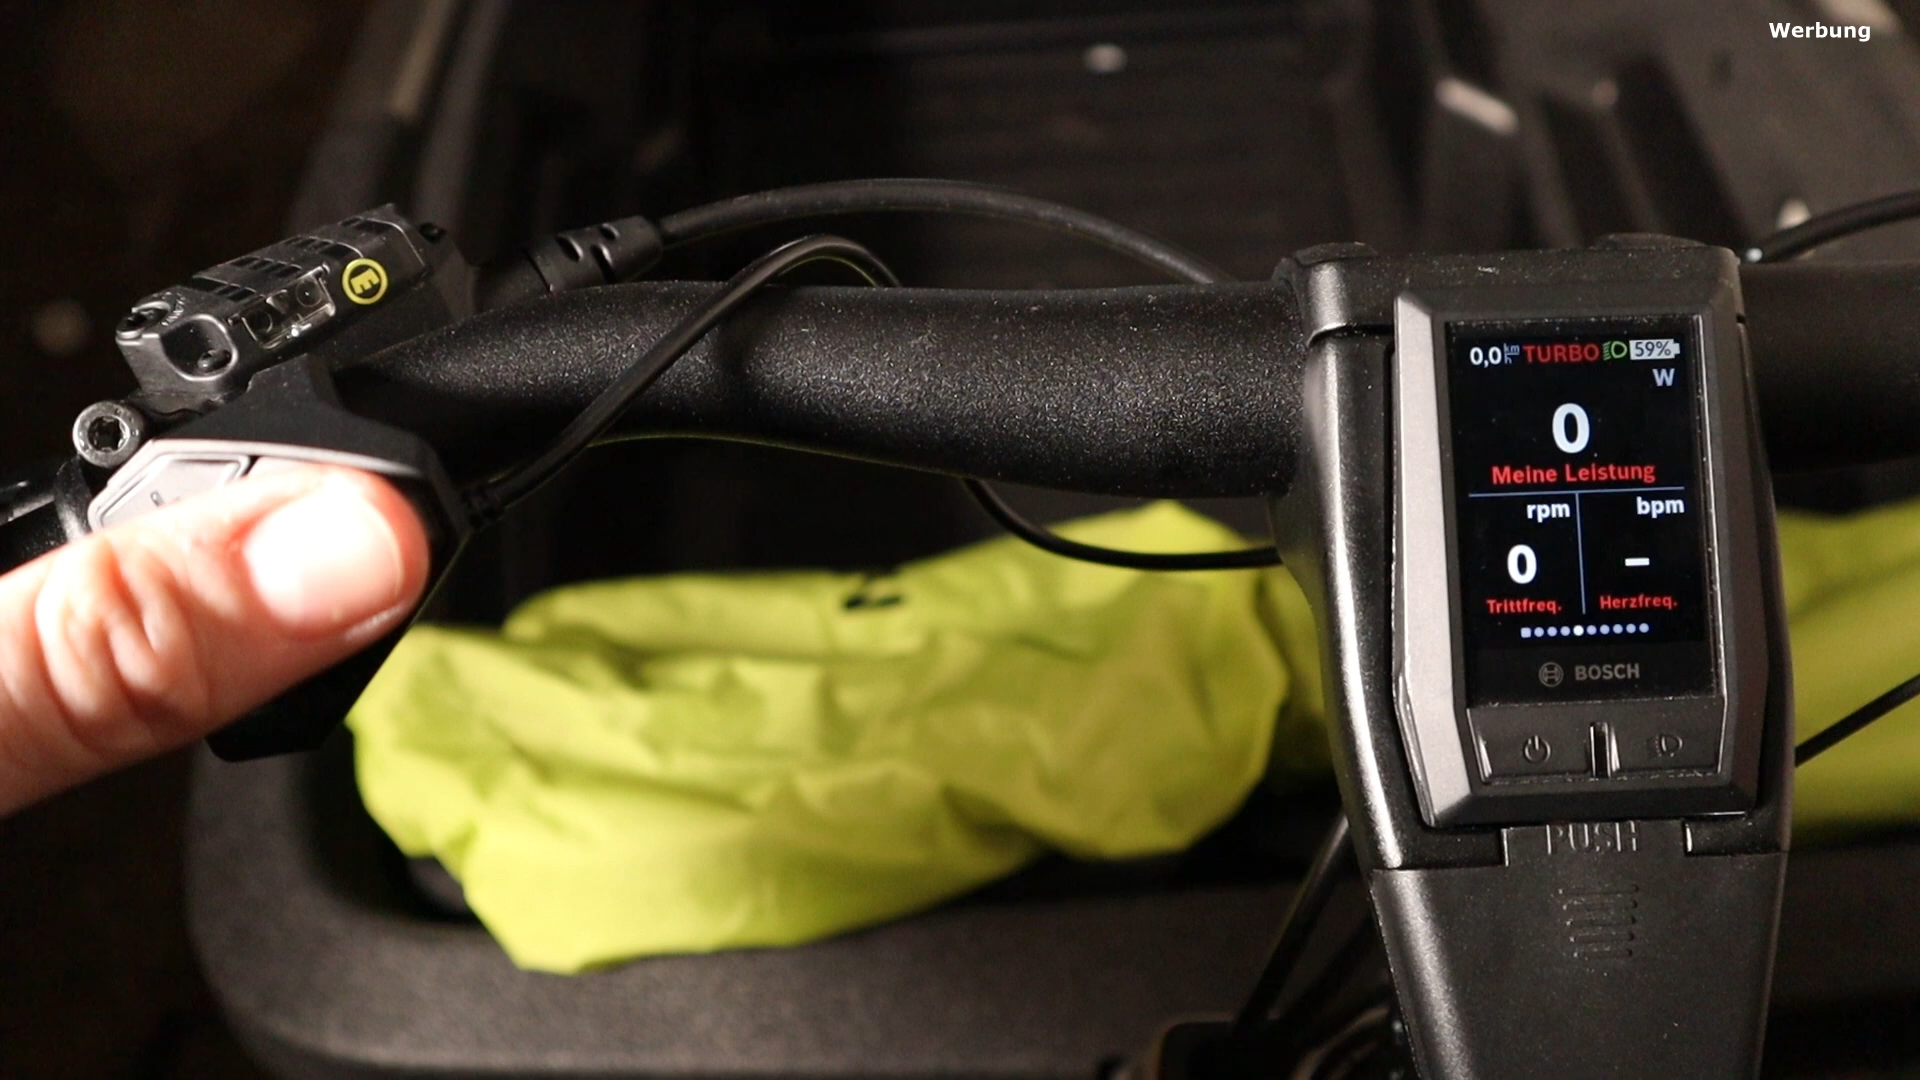 Werbung
E
0,0 km/h TURBO 59%
W
0
Meine Leistung
rpm bpm
0 –
Trittfreq. Herzfreq.
BOSCH
PUSH